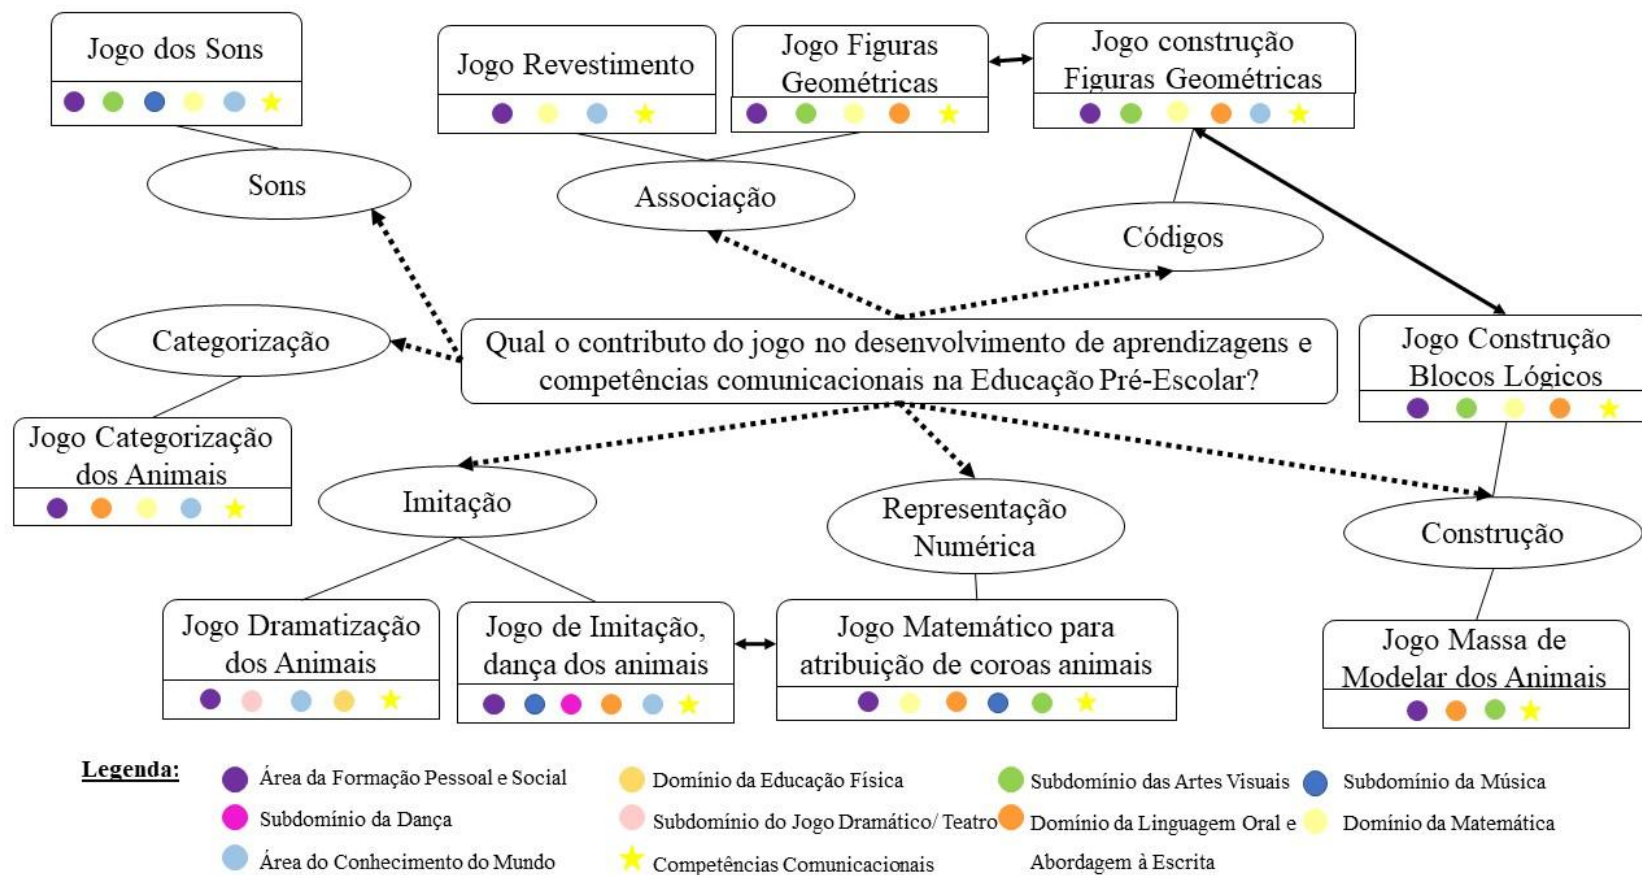 Jogo dos Sons
Jogo Revestimento
Jogo Figuras
Geométricas
Jogo construção
Figuras Geométricas
Sons
Associação
Códigos
Categorização
Qual o contributo do jogo no desenvolvimento de aprendizagens e
competências comunicacionais na Educação Pré-Escolar?
Jogo Construção
Blocos Lógicos
Jogo Categorização
dos Animais
Imitação
Representação
Numérica
Construção
Jogo Dramatização
dos Animais
Jogo de Imitação,
dança dos animais
Jogo Matemático para
atribuição de coroas animais
Jogo Massa de
Modelar dos Animais
Legenda:
Área da Formação Pessoal e Social
Domínio da Educação Física
Subdomínio das Artes Visuais
Subdomínio da Música
Subdomínio da Dança
Subdomínio do Jogo Dramático/ Teatro
Domínio da Linguagem Oral e
Abordagem à Escrita
Domínio da Matemática
Área do Conhecimento do Mundo
Competências Comunicacionais